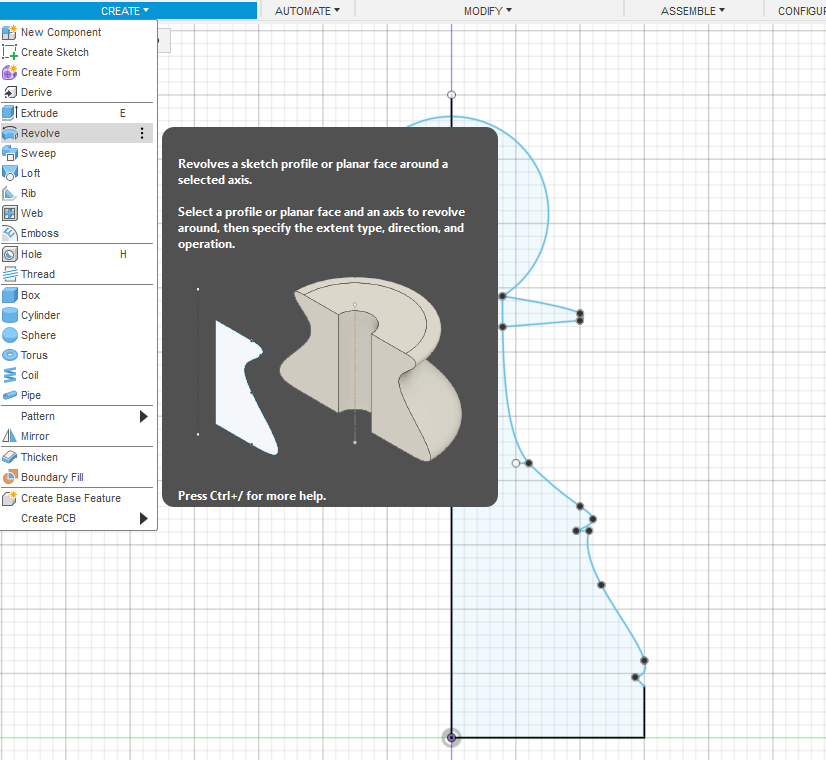 CREATE
AUTOMATE
MODIFY
ASSEMBLE
CONFIGUR
New Component
Create Sketch
Create Form
Derive
Extrude E
Revolve
Sweep
Loft
Rib
Web
Emboss
Hole H
Thread
Box
Cylinder
Sphere
Torus
Coil
Pipe
Pattern
Mirror
Thicken
Boundary Fill
Create Base Feature
Create PCB
Revolves a sketch profile or planar face around a
selected axis.
Select a profile or planar face and an axis to revolve
around, then specify the extent type, direction, and
operation.
Press Ctrl+/ for more help.